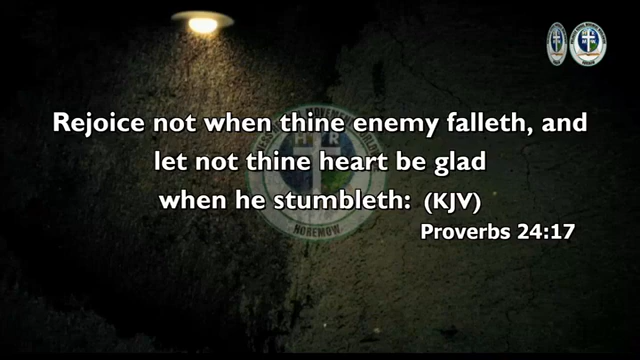 Rejoice not when thine enemy falleth, and
let not thine heart be glad
when he stumbleth: (KJV)
Proverbs 24:17
HOREMOW